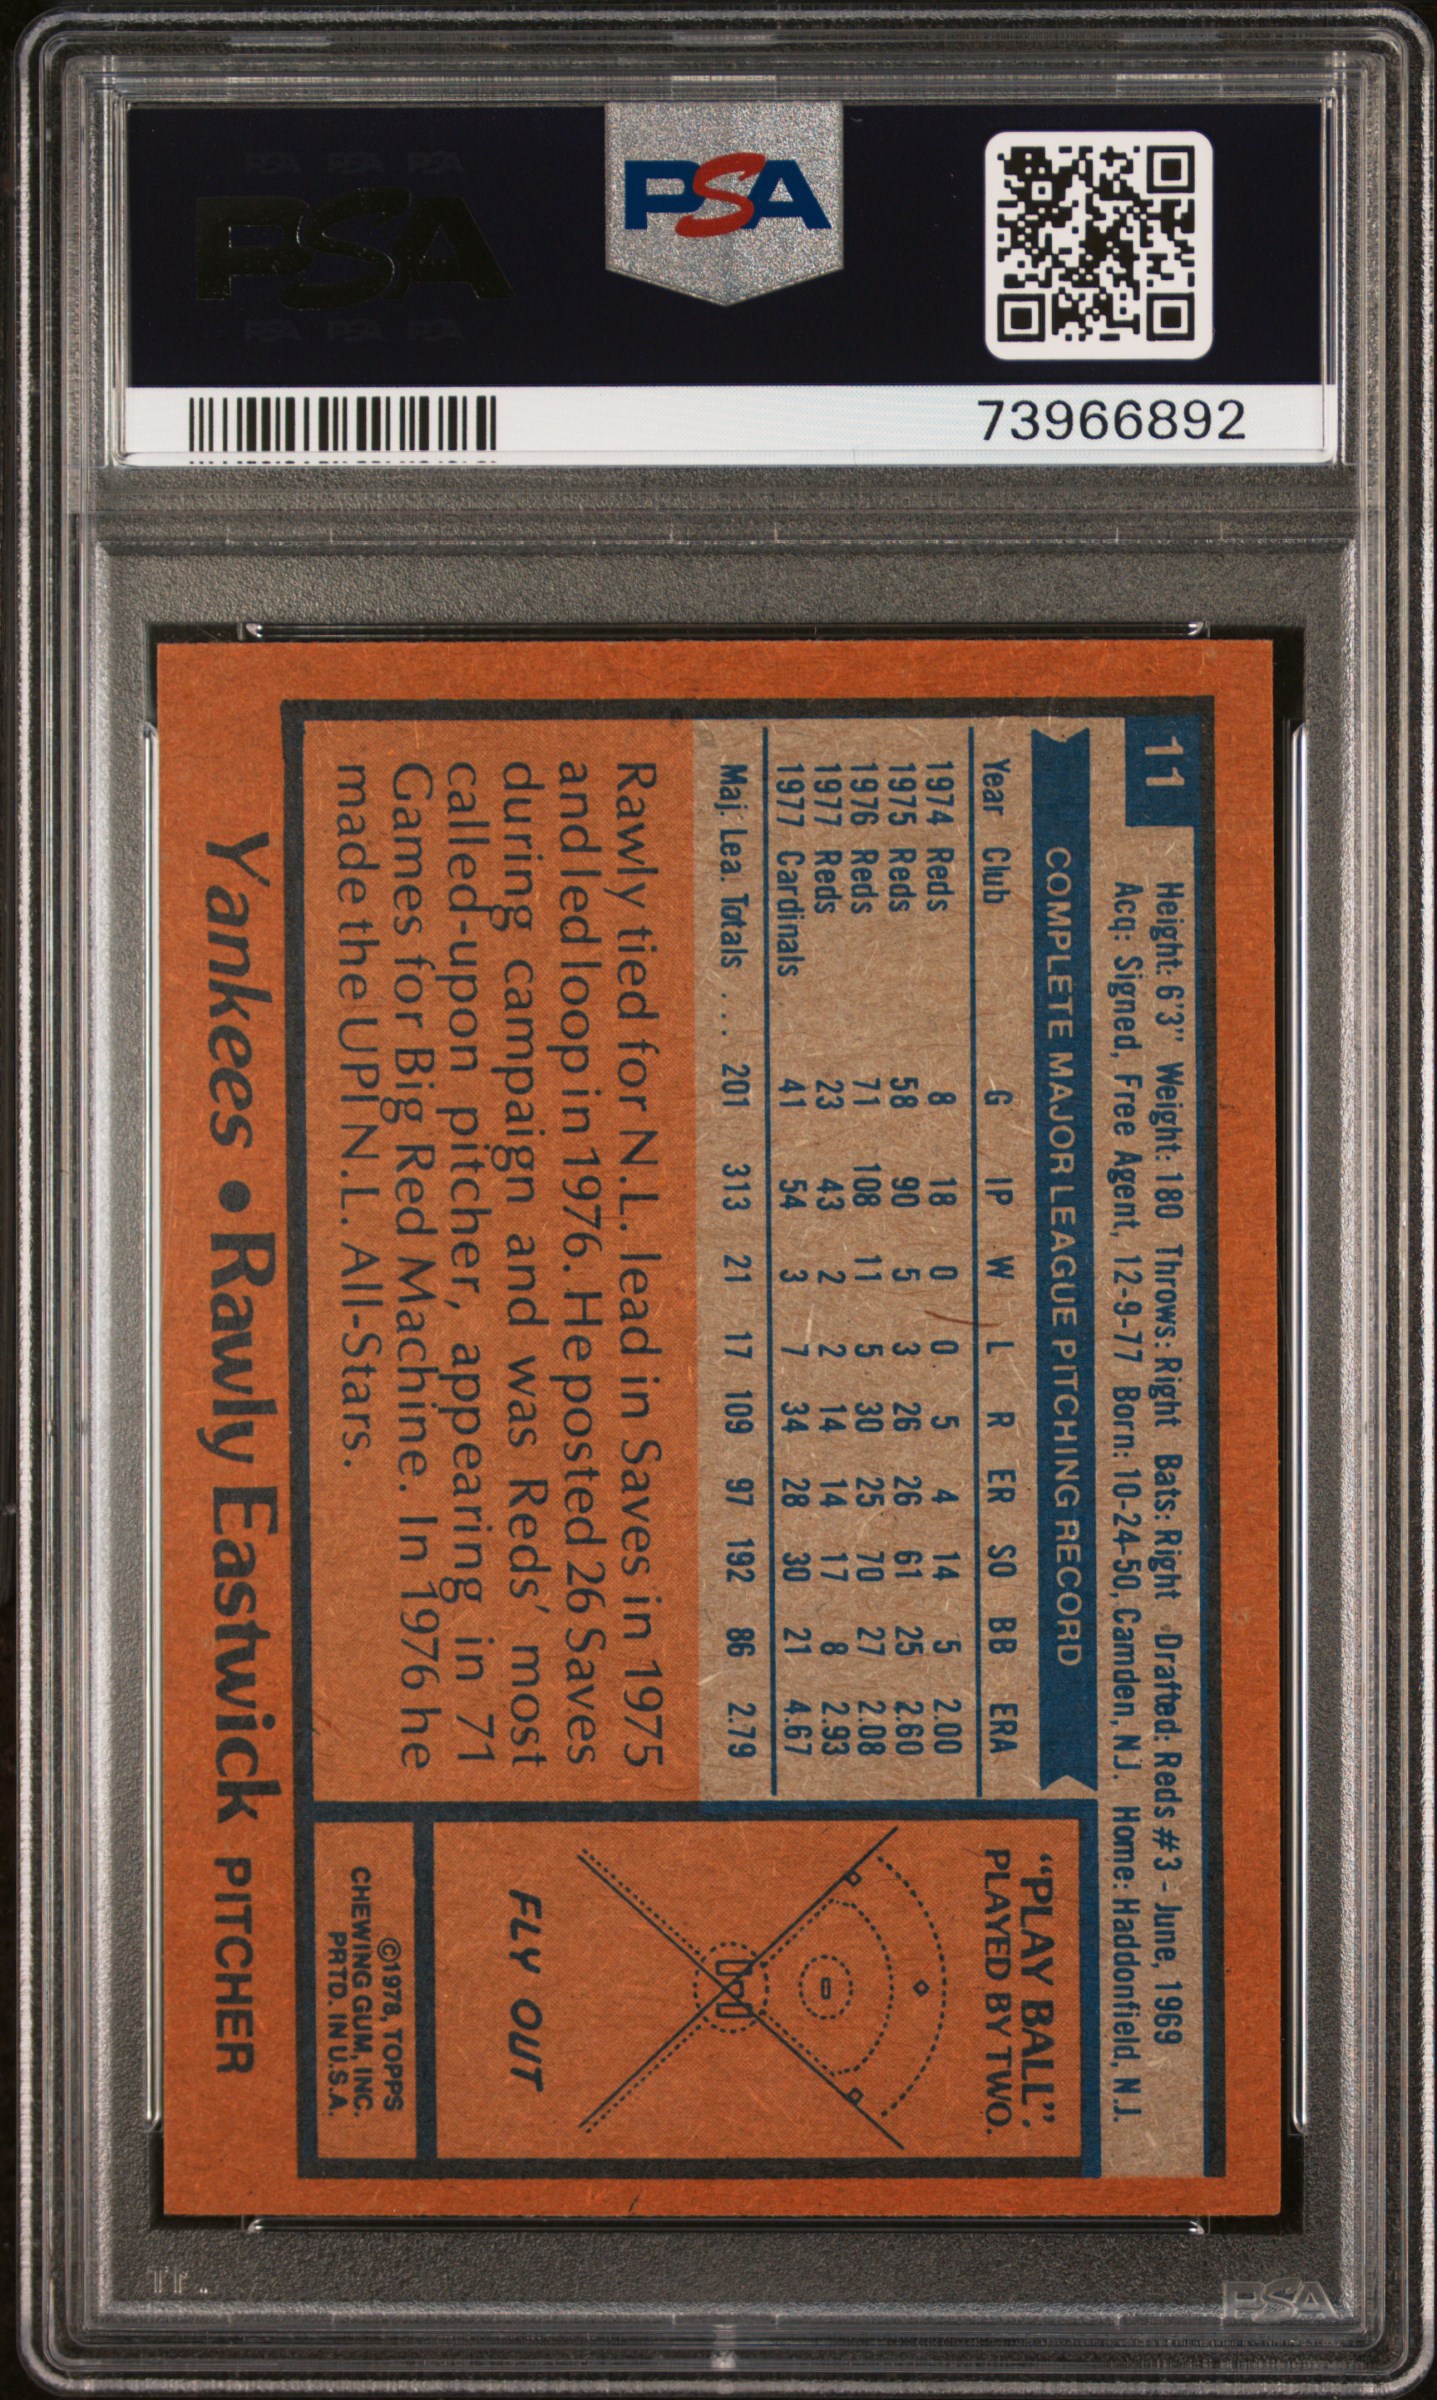 PSA PSA PSA
PSA
PSA PSA PSA
PSA
73966892
11
Height: 6'3" Weight: 180 Throws: Right Bats: Right Drafted: Reds #3 - June, 1969
Acq: Signed, Free Agent, 12-9-77 Born: 10-24-50, Camden, N.J. Home: Haddonfield, N.J.
COMPLETE MAJOR LEAGUE PITCHING RECORD
Year Club G IP W L R ER SO BB ERA
1974 Reds 8 18 0 0 5 4 14 5 2.00
1975 Reds 58 90 5 3 26 26 61 25 2.60
1976 Reds 71 108 11 5 30 25 70 27 2.08
1977 Reds 23 43 2 2 14 14 17 8 2.93
1977 Cardinals 41 54 3 7 34 28 30 21 4.67
Maj. Lea. Totals . . . 201 313 21 17 109 97 192 86 2.79
Rawly tied for N.L. lead in Saves in 1975
and led loop in 1976. He posted 26 Saves
during campaign and was Reds' most
called-upon pitcher, appearing in 71
Games for Big Red Machine. In 1976 he
made the UPI N.L. All-Stars.
"PLAY BALL".
PLAYED BY TWO.
FLY OUT
©1978, TOPPS
CHEWING GUM, INC.
PRTD. IN U.S.A.
Yankees • Rawly Eastwick PITCHER
PSA